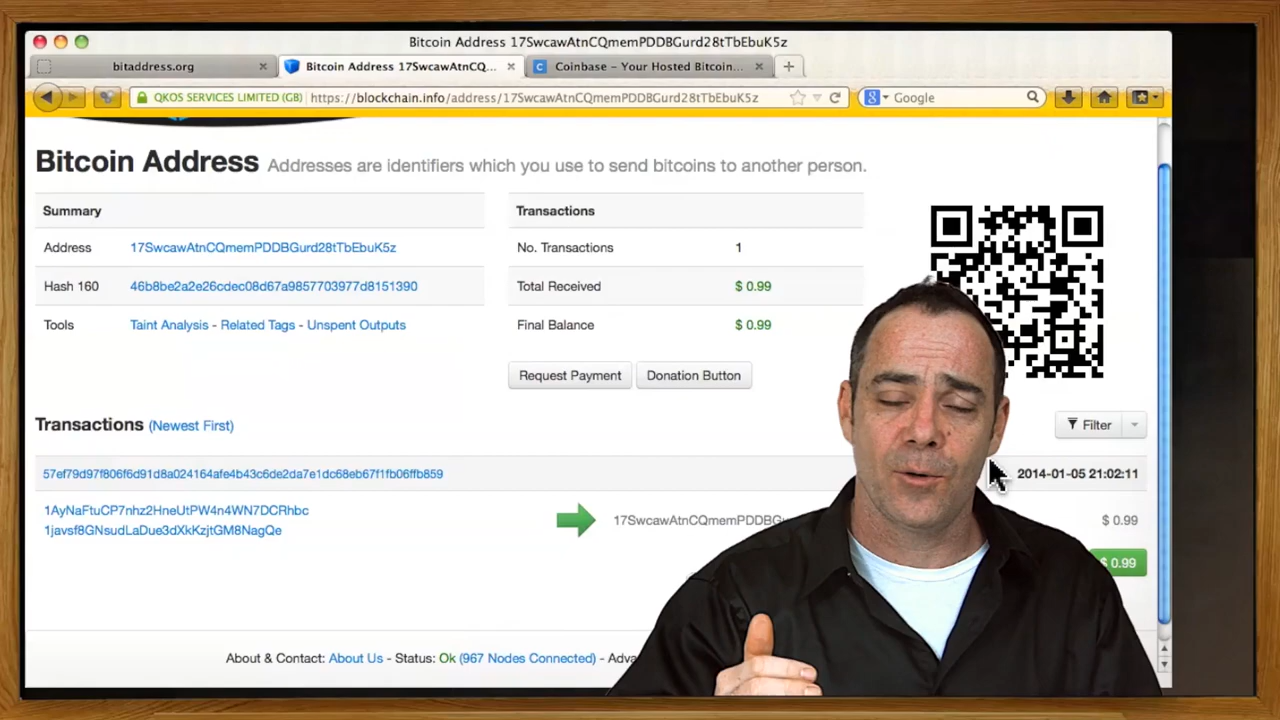 Bitcoin Address 17SwcawAtnCQmemPDDBGurd28tTbEbuK5z
bitaddress.org
Bitcoin Address 17SwcawAtnCQ...
Coinbase – Your Hosted Bitcoin...
QKOS SERVICES LIMITED (GB)
https://blockchain.info/address/17SwcawAtnCQmemPDDBGurd28tTbEbuK5z
Google
Bitcoin Address Addresses are identifiers which you use to send bitcoins to another person.
Summary
Address 17SwcawAtnCQmemPDDBGurd28tTbEbuK5z
Hash 160 46b8be2a2e26cdec08d67a9857703977d8151390
Tools Taint Analysis - Related Tags - Unspent Outputs
Transactions
No. Transactions 1
Total Received $ 0.99
Final Balance $ 0.99
Request Payment
Donation Button
Transactions (Newest First)
Filter
57ef79d97f806f6d91d8a024164afe4b43c6de2da7e1dc68eb67f1fb06ffb859
2014-01-05 21:02:11
1AyNaFtuCP7nhz2HneUtPW4n4WN7DCRhbc
1javsf8GNsudLaDue3dXkKzjtGM8NagQe
17SwcawAtnCQmemPDDBG
$ 0.99
$ 0.99
About & Contact: About Us - Status: Ok (967 Nodes Connected) - Adva